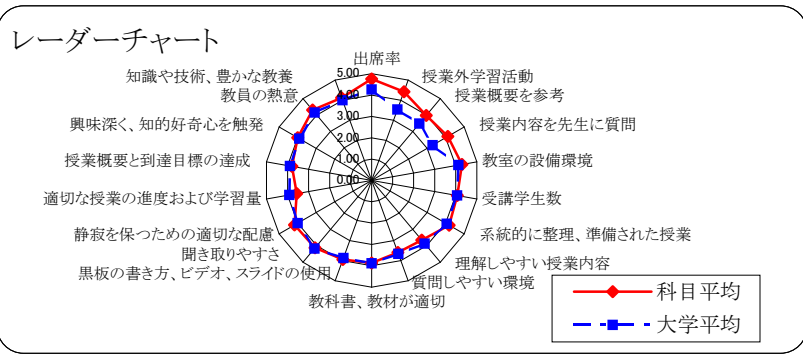 レーダーチャート
出席率
授業外学習活動
授業概要を参考
授業内容を先生に質問
教室の設備環境
受講学生数
系統的に整理、準備された授業
理解しやすい授業内容
質問しやすい環境
教科書、教材が適切
黒板の書き方、ビデオ、スライドの使用
聞き取りやすさ
静寂を保つための適切な配慮
適切な授業の進度および学習量
授業概要と到達目標の達成
興味深く、知的好奇心を触発
教員の熱意
知識や技術、豊かな教養
5.00
4.00
3.00
2.00
1.00
0.00
科目平均
大学平均